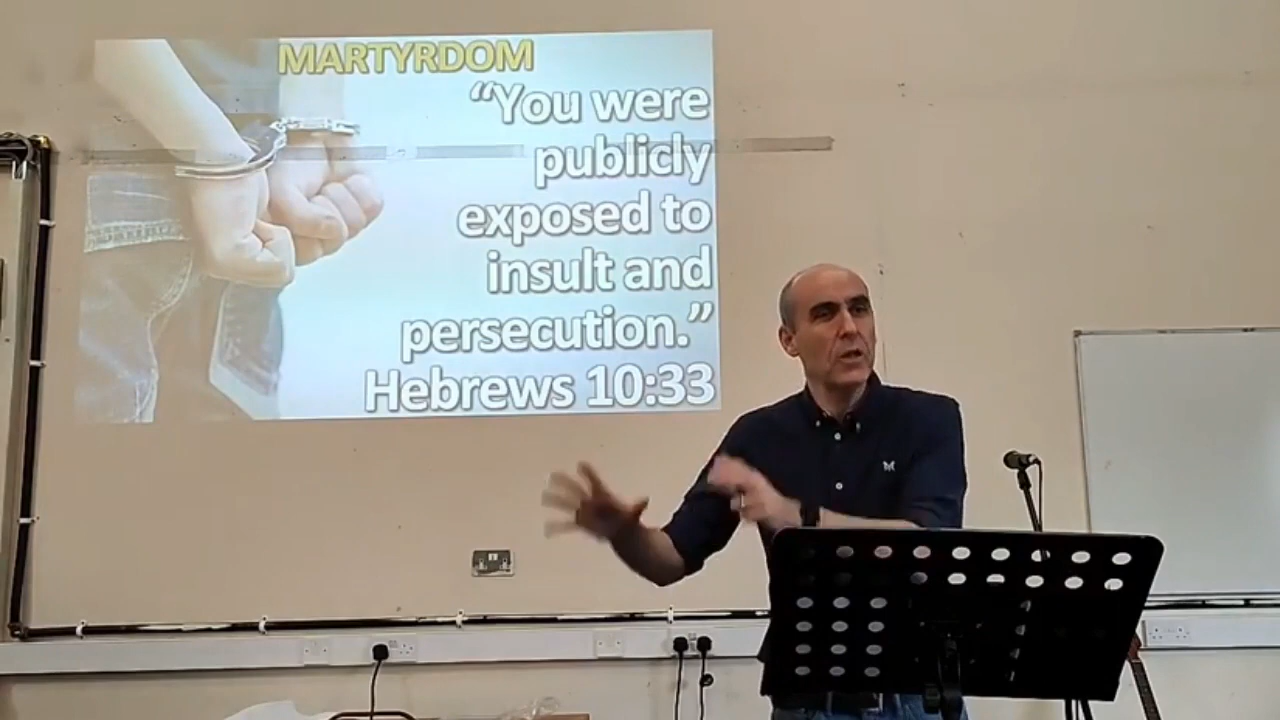 MARTYRDOM
“You were
publicly
exposed to
insult and
persecution.”
Hebrews 10:33